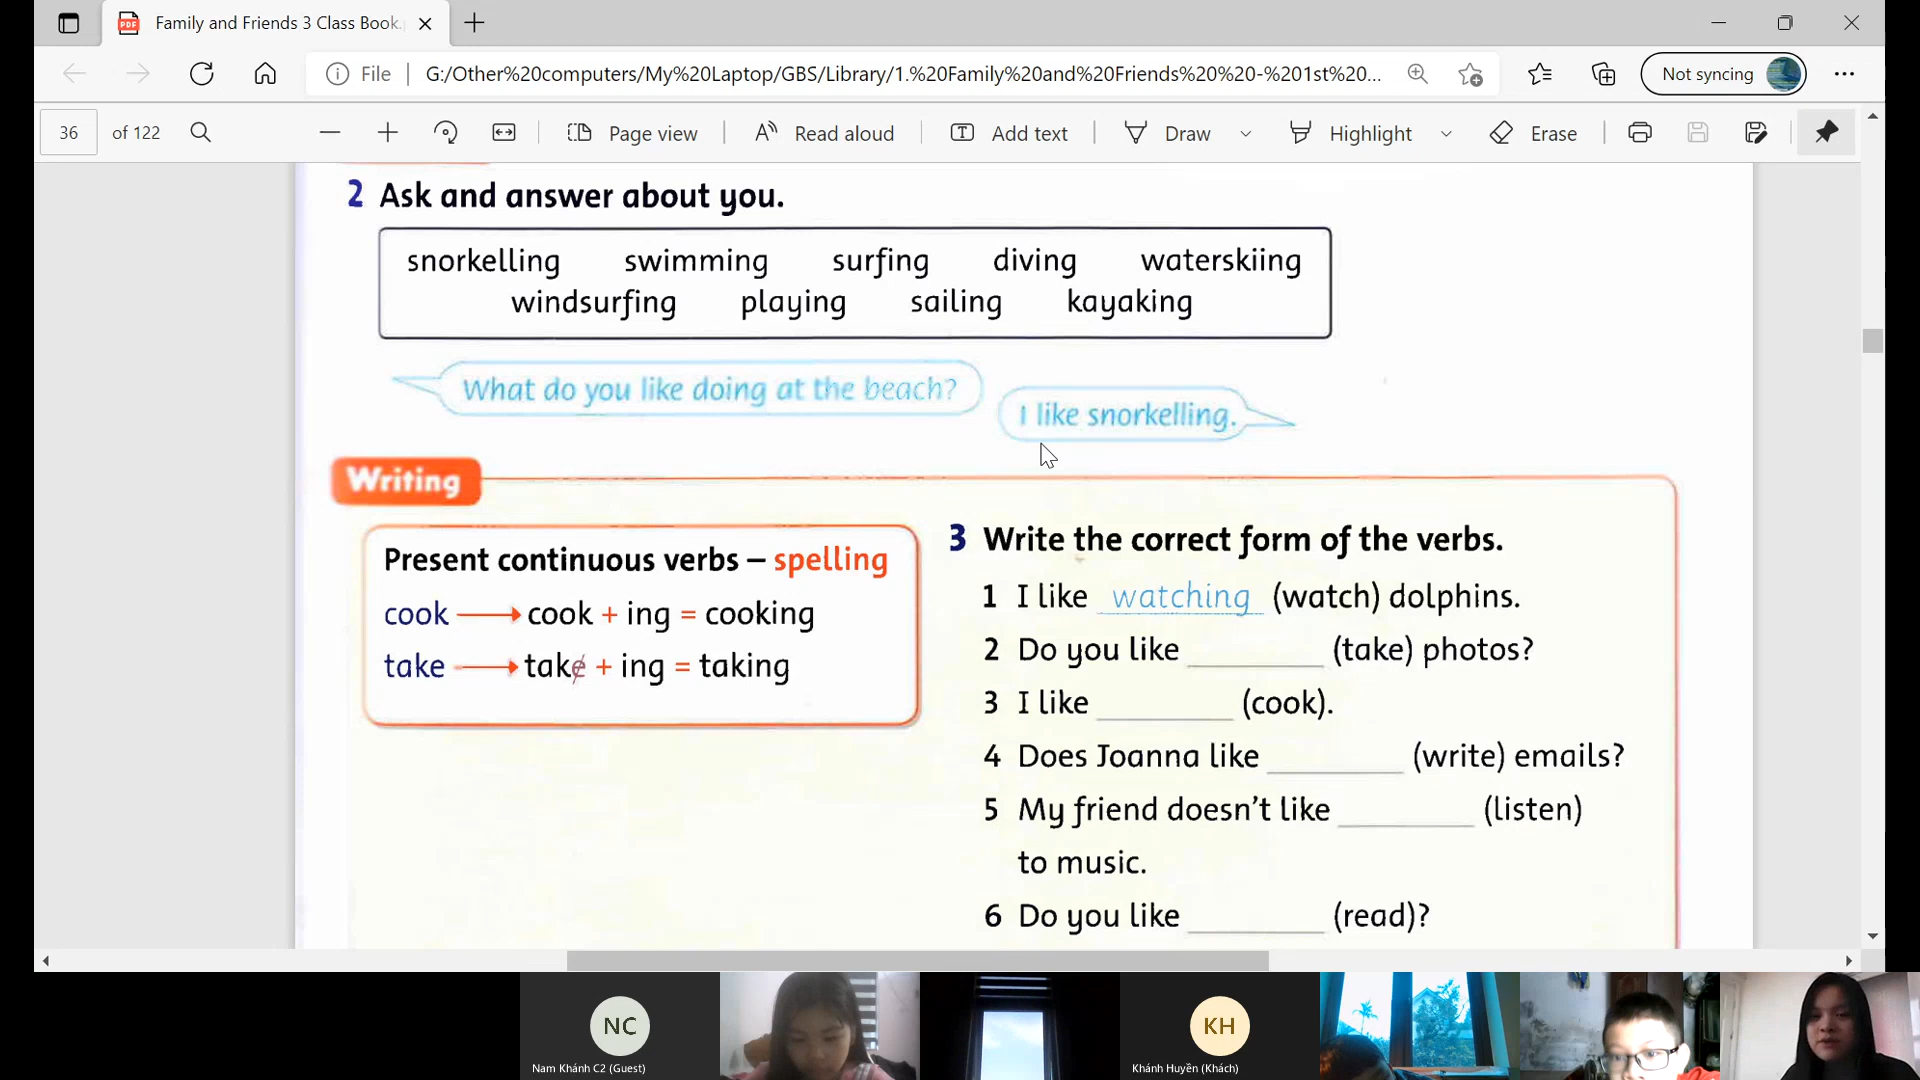 Family and Friends 3 Class Book.
File
G:/Other%20computers/My%20Laptop/GBS/Library/1.%20Family%20and%20Friends%20%20-%201st%20...
Not syncing
36 of 122
Page view
Read aloud
Add text
Draw
Highlight
Erase
2 Ask and answer about you.
snorkelling swimming surfing diving waterskiing
windsurfing playing sailing kayaking
What do you like doing at the beach?
I like snorkelling.
Writing
Present continuous verbs – spelling
cook → cook + ing = cooking
take → take + ing = taking
3 Write the correct form of the verbs.
1 I like watching (watch) dolphins.
2 Do you like ________ (take) photos?
3 I like ________ (cook).
4 Does Joanna like ________ (write) emails?
5 My friend doesn't like ________ (listen)
to music.
6 Do you like ________ (read)?
NC
Nam Khánh C2 (Guest)
KH
Khánh Huyền (Khách)